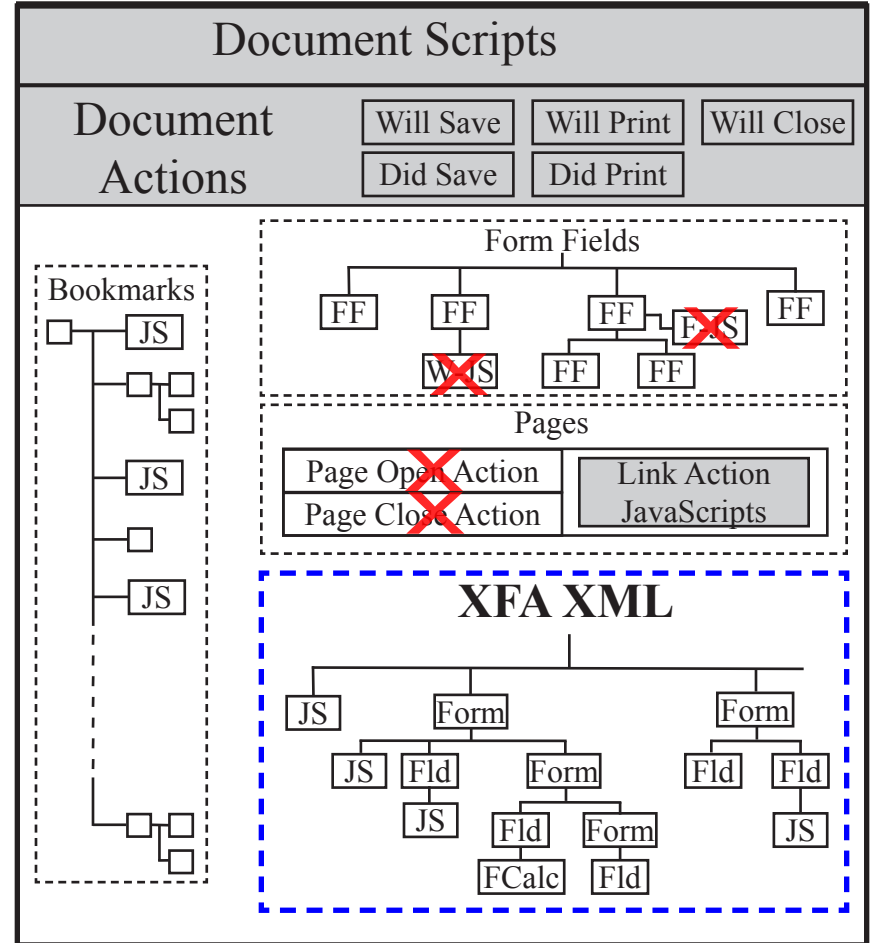 Document Scripts
Document
Actions
Will Save
Will Print
Will Close
Did Save
Did Print
Bookmarks
JS
JS
JS
Form Fields
FF
FF
FF
FF
F-JS
W-JS
FF
FF
Pages
Page Open Action
Page Close Action
Link Action
JavaScripts
XFA XML
JS
Form
Form
JS
Fld
Form
Fld
Fld
JS
Fld
Form
JS
FCalc
Fld